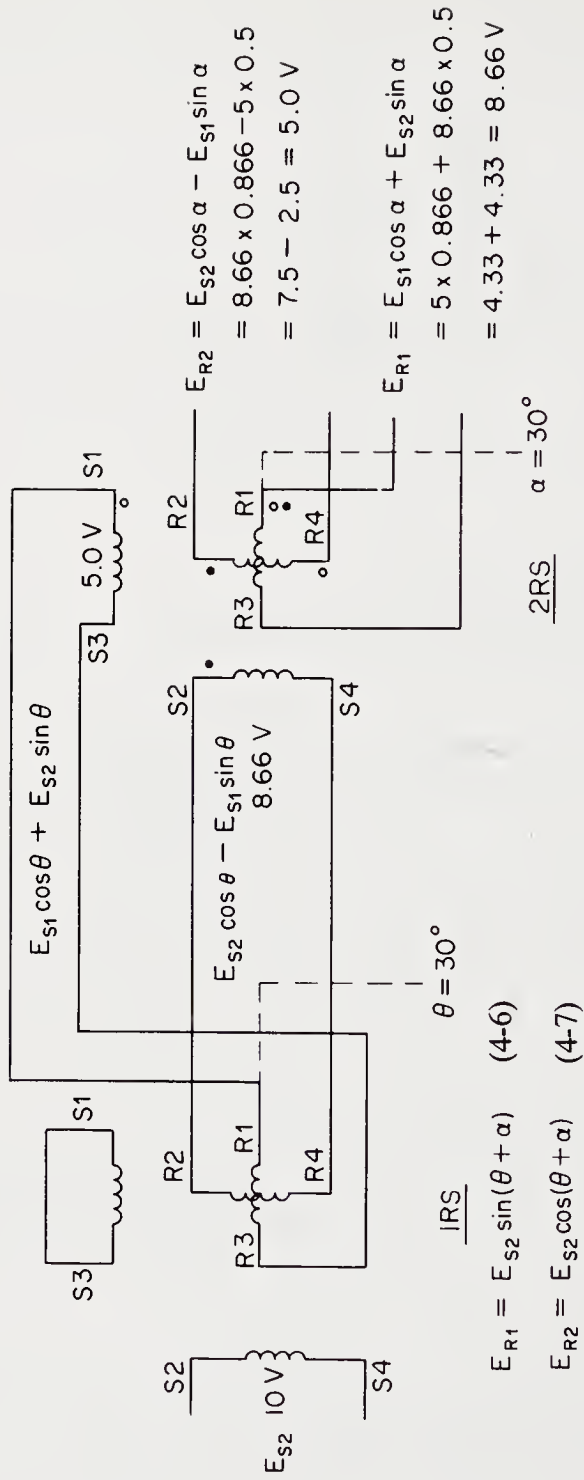 S3
S1
E_S1 cos θ + E_S2 sin θ
S3
5.0 V
S1
S2
10 V
E_S2
S4
R2
R3
R1
R4
1RS
θ = 30°
E_S2 cos θ − E_S1 sin θ
8.66 V
S2
S4
R2
R3
R1
R4
2RS
α = 30°
E_R2 = E_S2 cos α − E_S1 sin α
= 8.66 x 0.866 − 5 x 0.5
= 7.5 − 2.5 = 5.0 V
E_R1 = E_S1 cos α + E_S2 sin α
= 5 x 0.866 + 8.66 x 0.5
= 4.33 + 4.33 = 8.66 V
E_R1 = E_S2 sin(θ + α) (4-6)
E_R2 = E_S2 cos(θ + α) (4-7)